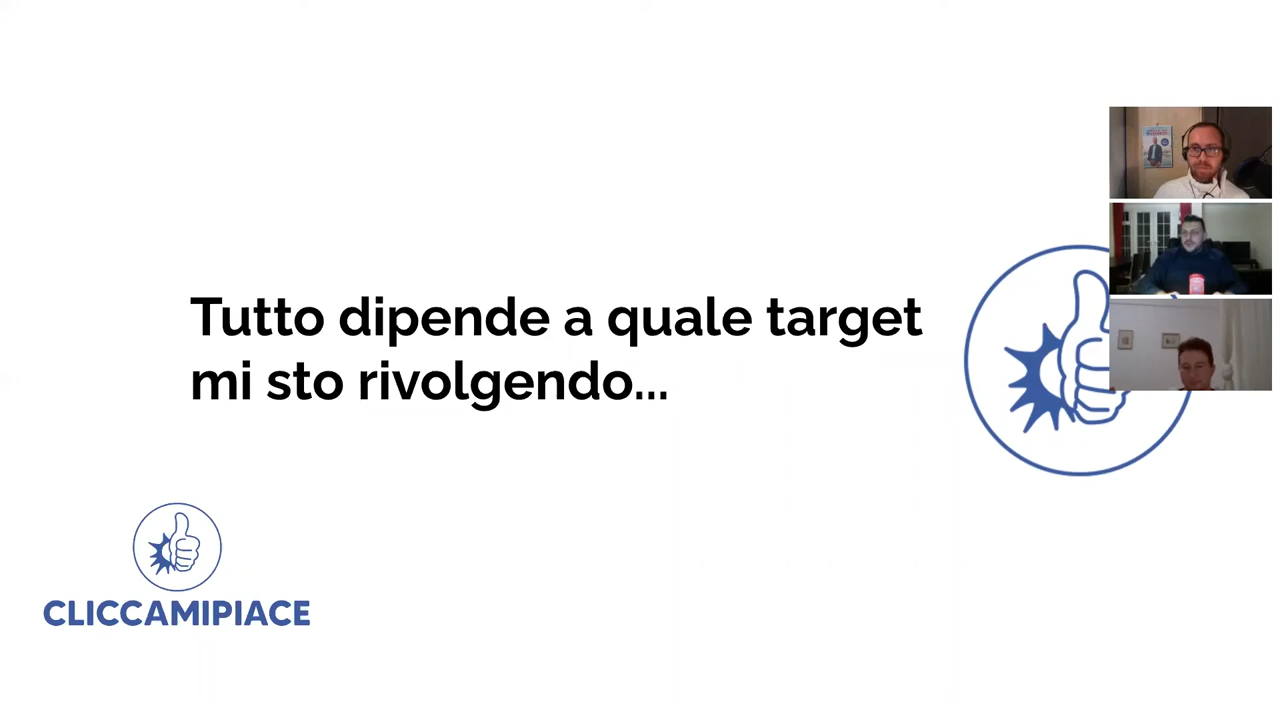 Tutto dipende a quale target
mi sto rivolgendo...
CLICCAMIPIACE